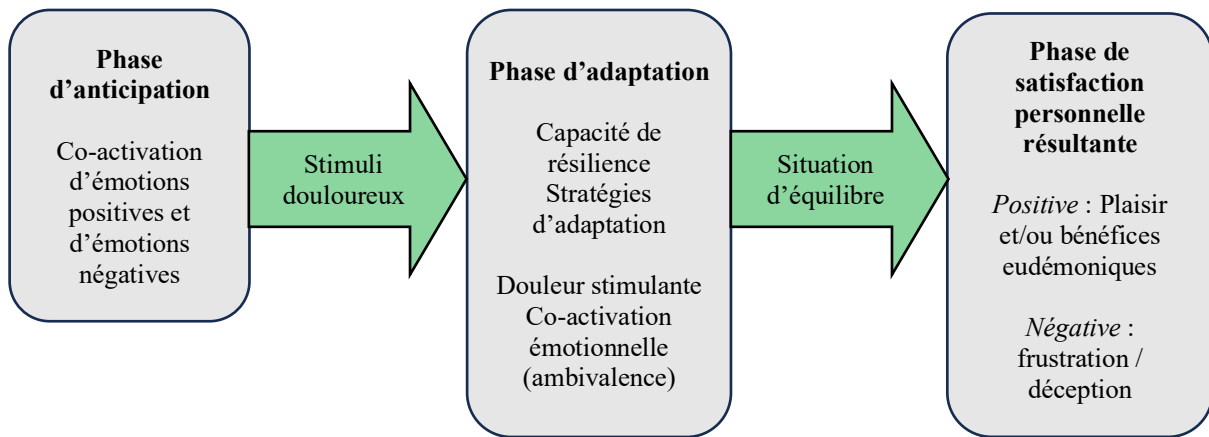 Phase
d’anticipation
Co-activation
d’émotions
positives et
d’émotions
négatives
Stimuli
douloureux
Phase d’adaptation
Capacité de
résilience
Stratégies
d’adaptation
Douleur stimulante
Co-activation
émotionnelle
(ambivalence)
Situation
d’équilibre
Phase de
satisfaction
personnelle
résultante
Positive : Plaisir
et/ou bénéfices
eudémoniques
Négative :
frustration /
déception